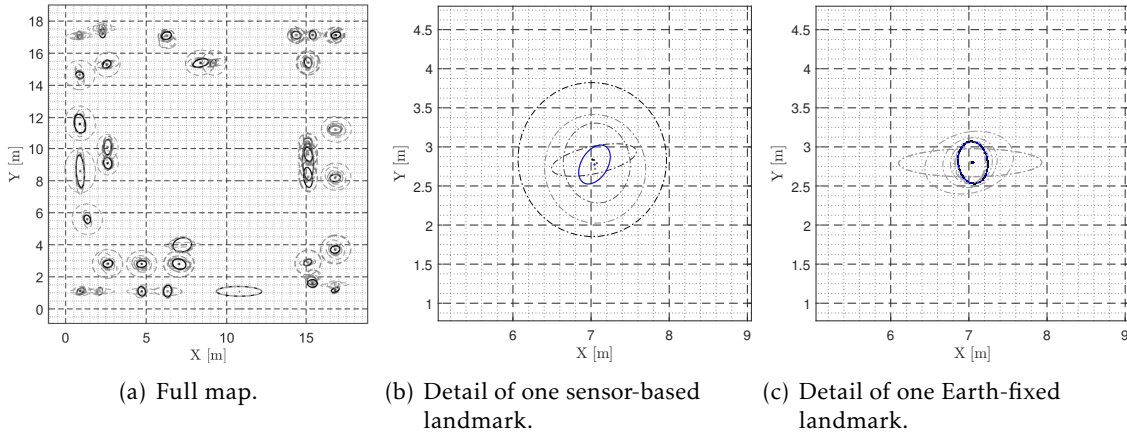 18
16
14
12
10
8
6
4
2
0
Y [m]
0 5 10 15
X [m]
4.5
4
3.5
3
2.5
2
1.5
1
Y [m]
6 7 8 9
X [m]
4.5
4
3.5
3
2.5
2
1.5
1
Y [m]
6 7 8 9
X [m]
(a) Full map.
(b) Detail of one sensor-based
landmark.
(c) Detail of one Earth-fixed
landmark.